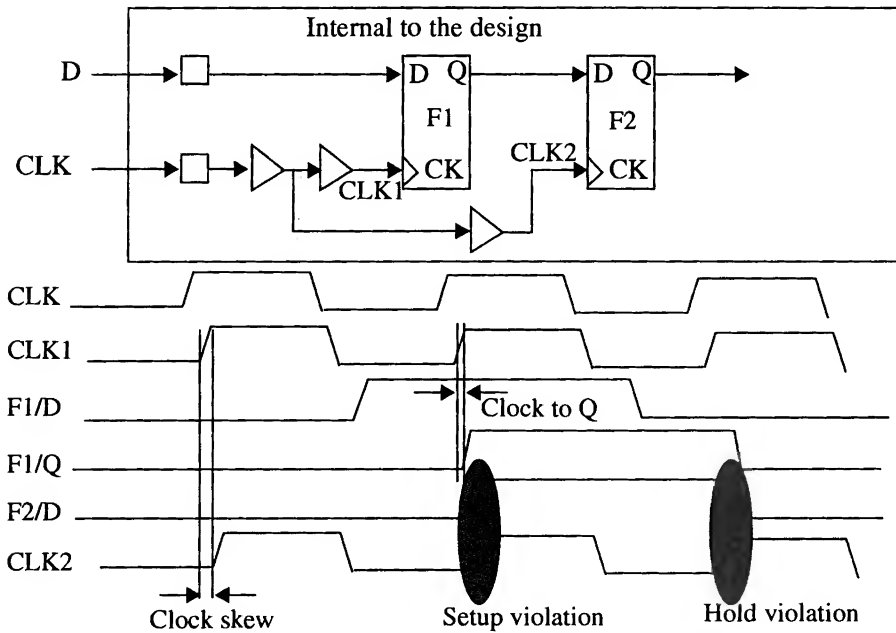 Internal to the design
D
D Q
D Q
F1
F2
CLK
CLK2
CK
CK
CLK1
CLK
CLK1
F1/D
Clock to Q
F1/Q
F2/D
CLK2
Clock skew
Setup violation
Hold violation